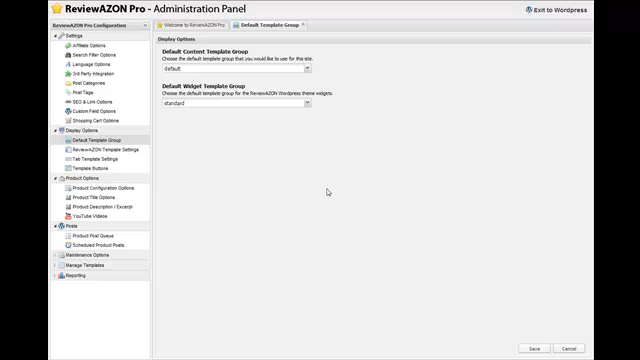 ReviewAZON Pro - Administration Panel
Exit to Wordpress
ReviewAZON Pro Configuration
Welcome to ReviewAZON Pro
Default Template Group
Settings
Affiliate Options
Search Filter Options
Language Options
3rd Party Integration
Post Categories
Post Tags
SEO & Link Options
Custom Field Options
Shopping Cart Options
Display Options
Default Template Group
ReviewAZON Template Settings
Tab Template Settings
Template Buttons
Product Options
Product Configuration Options
Product Title Options
Product Description / Excerpt
YouTube Videos
Posts
Product Post Queue
Scheduled Product Posts
Maintenance Options
Manage Templates
Reporting
Display Options
Default Content Template Group
Choose the default template group that you would like to use for this site.
default
Default Widget Template Group
Choose the default template group for the ReviewAZON Wordpress theme widgets.
standard
Save
Cancel